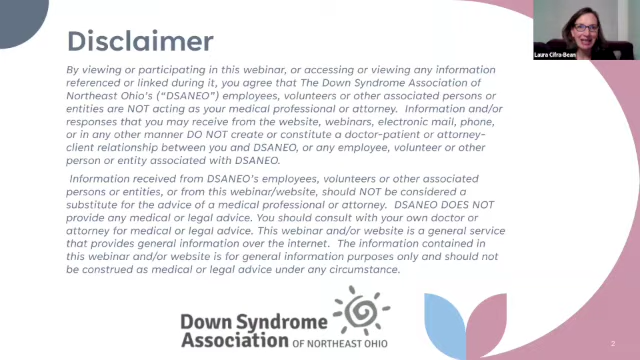 Disclaimer
By viewing or participating in this webinar, or accessing or viewing any information
referenced or linked during it, you agree that The Down Syndrome Association of
Northeast Ohio's (“DSANEO”) employees, volunteers or other associated persons or
entities are NOT acting as your medical professional or attorney.  Information and/or
responses that you may receive from the website, webinars, electronic mail, phone,
or in any other manner DO NOT create or constitute a doctor-patient or attorney-
client relationship between you and DSANEO, or any employee, volunteer or other
person or entity associated with DSANEO.
Information received from DSANEO's employees, volunteers or other associated
persons or entities, or from this webinar/website, should NOT be considered a
substitute for the advice of a medical professional or attorney.  DSANEO DOES NOT
provide any medical or legal advice. You should consult with your own doctor or
attorney for medical or legal advice. This webinar and/or website is a general service
that provides general information over the internet.  The information contained in
this webinar and/or website is for general information purposes only and should not
be construed as medical or legal advice under any circumstance.
Down Syndrome
Association OF NORTHEAST OHIO
Laura Cifra-Bean
2